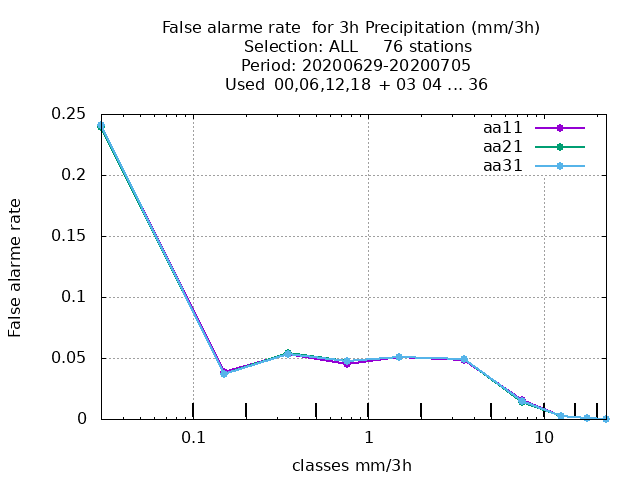 False alarme rate  for 3h Precipitation (mm/3h)
Selection: ALL     76 stations
Period: 20200629-20200705
Used  00,06,12,18 + 03 04 ... 36
0.25
0.2
0.15
0.1
0.05
0
False alarme rate
aa11
aa21
aa31
0.1
1
10
classes mm/3h